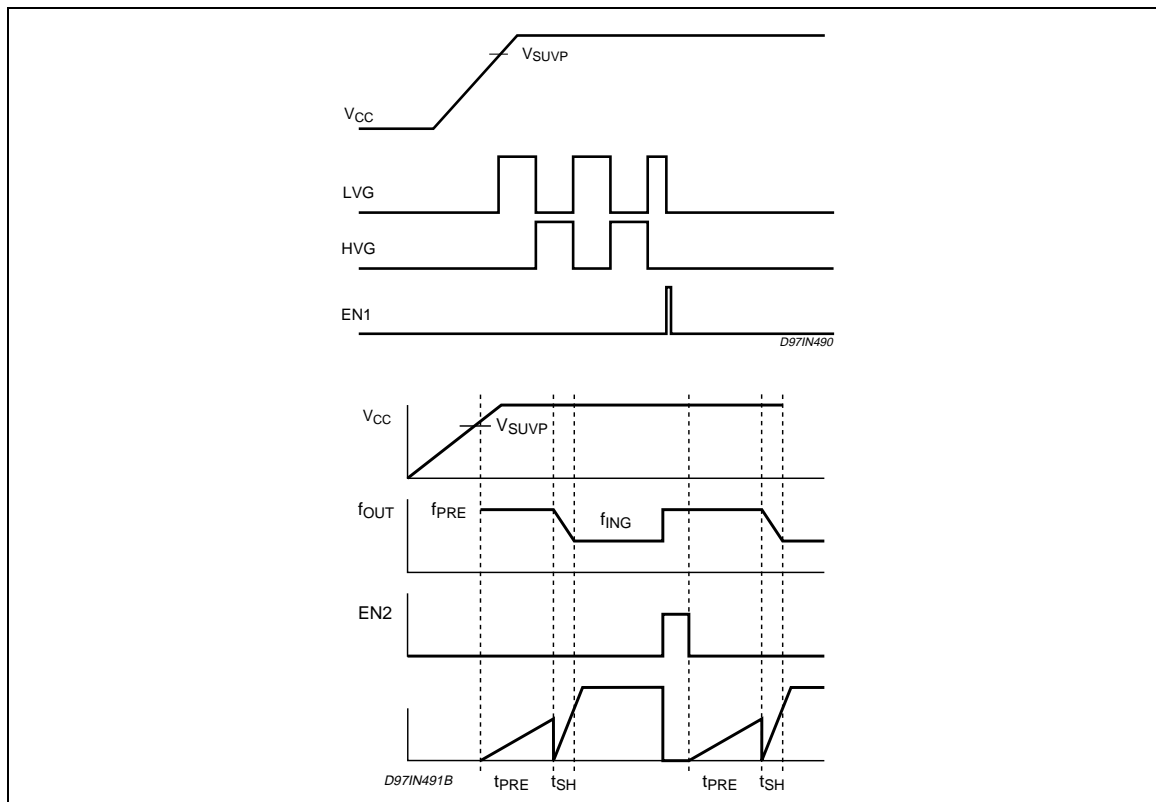 VSUVP
VCC
LVG
HVG
EN1
D97IN490
VCC
VSUVP
fOUT
fPRE
fING
EN2
D97IN491B
tPRE tSH tPRE tSH